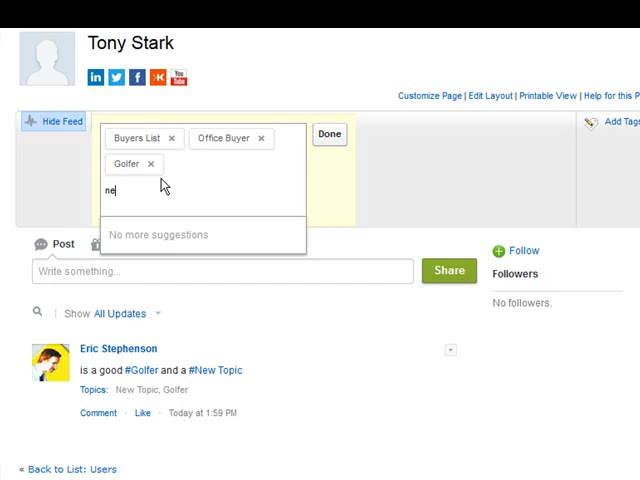 Tony Stark
in
You
Tube
Customize Page | Edit Layout | Printable View | Help for this P
Hide Feed
Buyers List × Office Buyer ×
Done
Add Tags
Golfer ×
ne
No more suggestions
Post
Write something...
Share
Follow
Followers
No followers.
Show All Updates
Eric Stephenson
is a good #Golfer and a #New Topic
Topics: New Topic, Golfer
Comment · Like · Today at 1:59 PM
« Back to List: Users